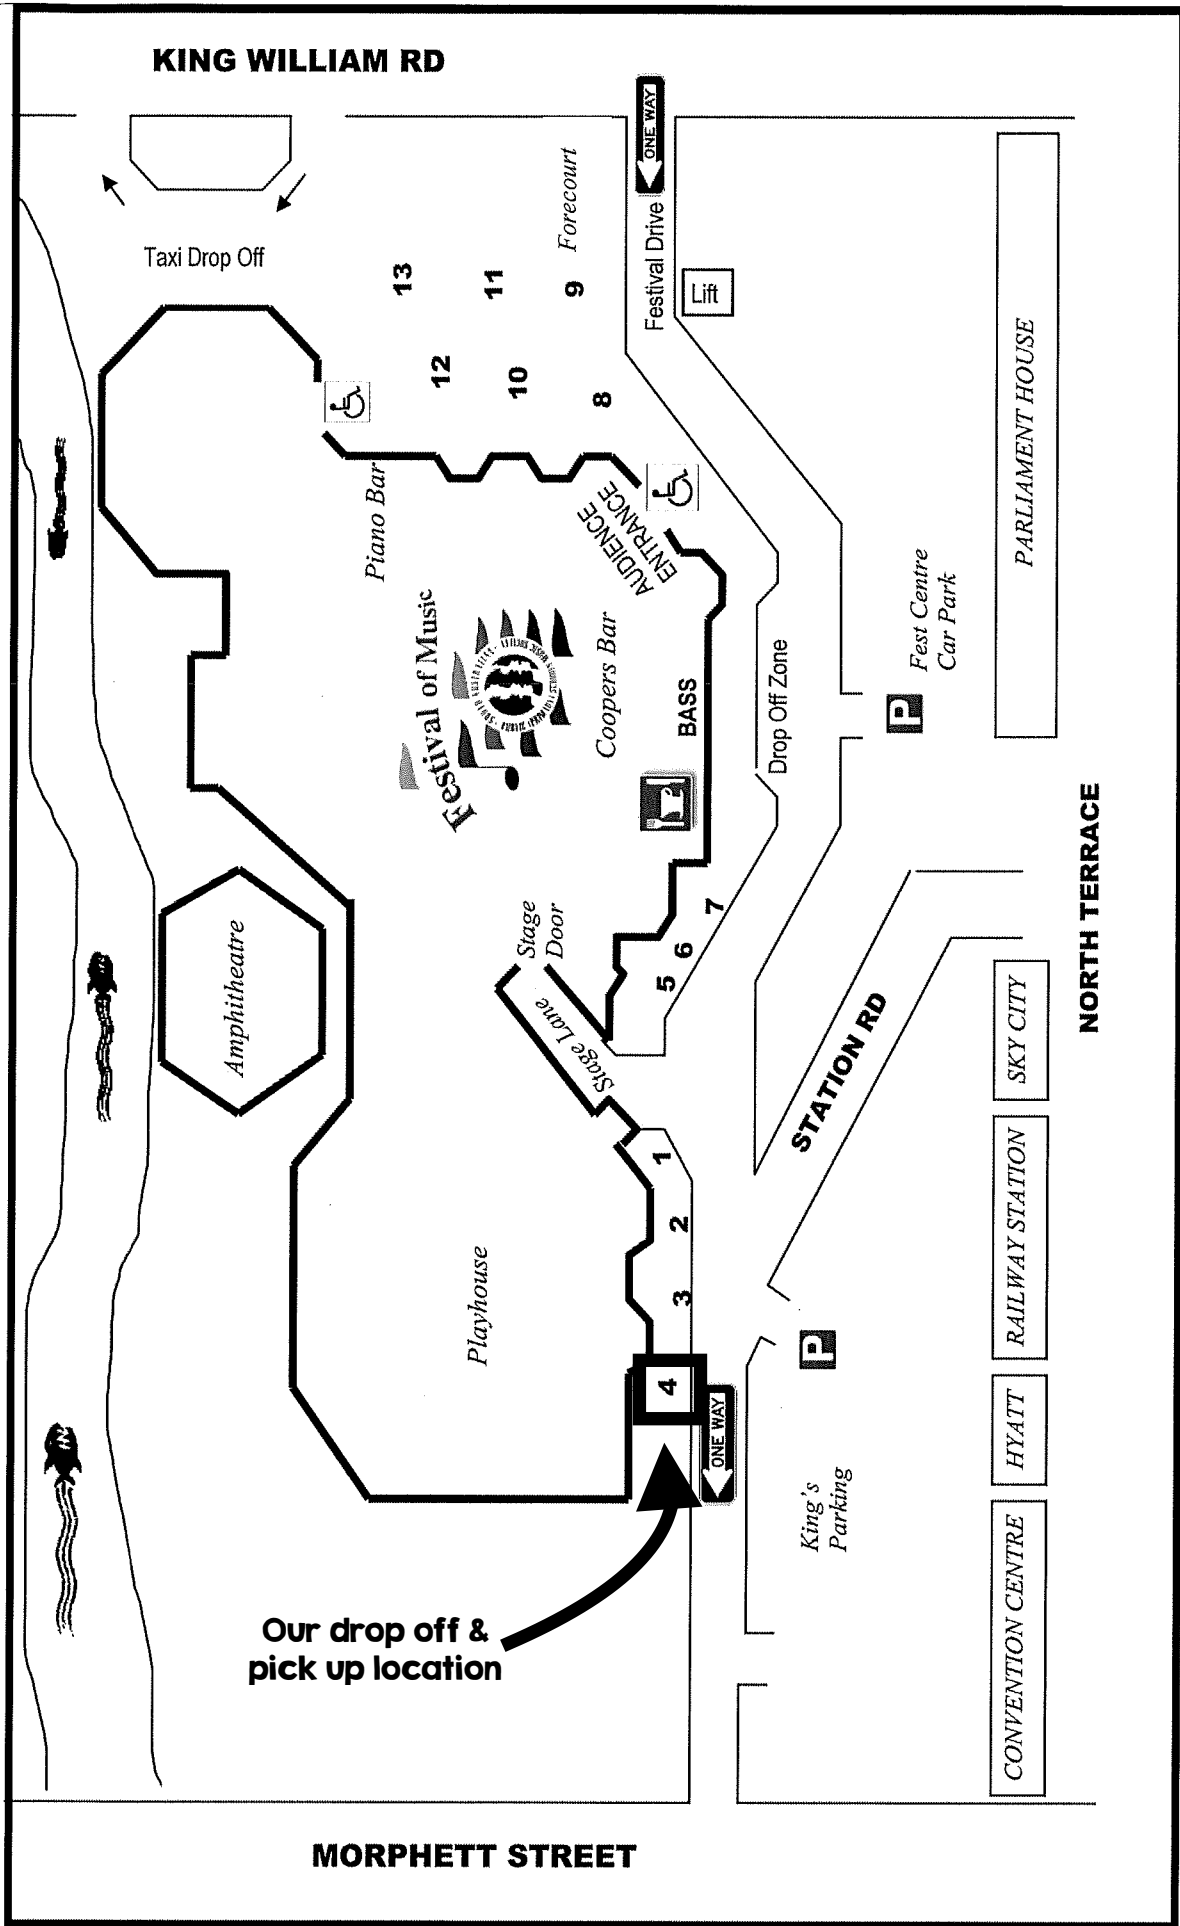 KING WILLIAM RD
ONE WAY
Forecourt
Taxi Drop Off
Festival Drive
Lift
13
11
9
12
10
8
PARLIAMENT HOUSE
Piano Bar
AUDIENCE
ENTRANCE
Fest Centre
Car Park
Festival of Music
Coopers Bar
BASS
Drop Off Zone
P
NORTH TERRACE
Amphitheatre
Stage
Door
7
6
5
Stage Lane
STATION RD
SKY CITY
1
2
3
4
RAILWAY STATION
Playhouse
P
ONE WAY
HYATT
King's
Parking
CONVENTION CENTRE
Our drop off &
pick up location
MORPHETT STREET